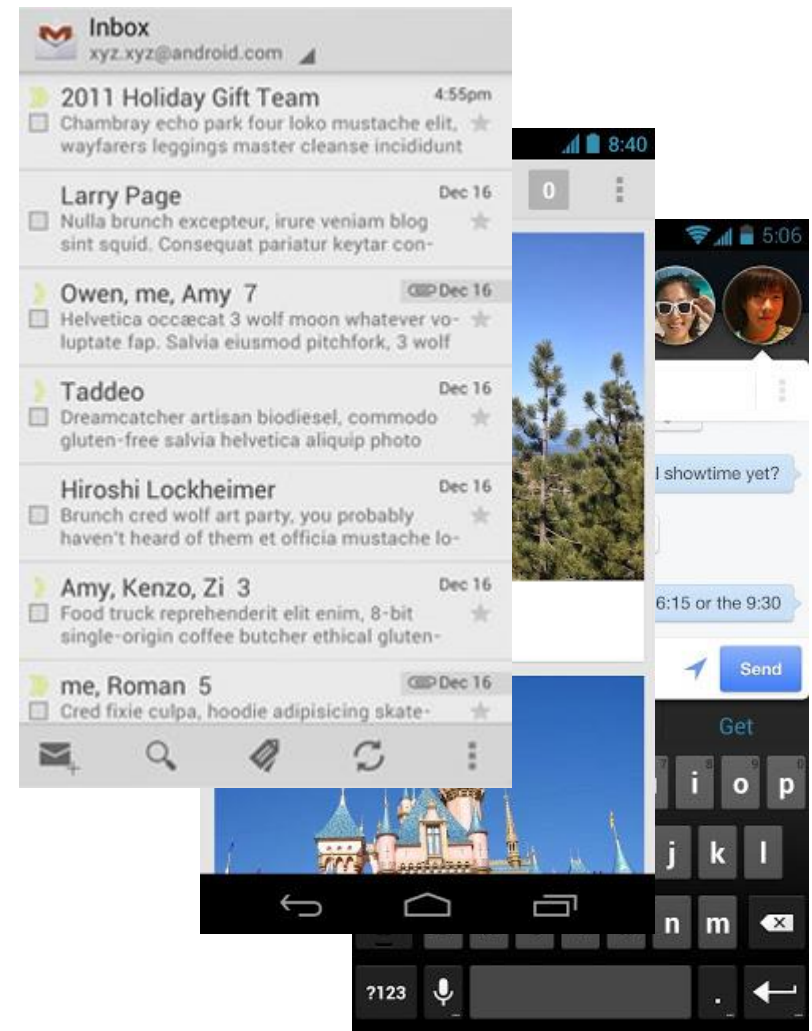 Inbox
xyz.xyz@android.com
2011 Holiday Gift Team 4:55pm
Chambray echo park four loko mustache elit,
wayfarers leggings master cleanse incididunt
Larry Page Dec 16
Nulla brunch excepteur, irure veniam blog
sint squid. Consequat pariatur keytar con-
Owen, me, Amy 7 Dec 16
Helvetica occæcat 3 wolf moon whatever vo-
luptate fap. Salvia eiusmod pitchfork, 3 wolf
Taddeo Dec 16
Dreamcatcher artisan biodiesel, commodo
gluten-free salvia helvetica aliquip photo
Hiroshi Lockheimer Dec 16
Brunch cred wolf art party, you probably
haven't heard of them et officia mustache lo-
Amy, Kenzo, Zi 3 Dec 16
Food truck reprehenderit elit enim, 8-bit
single-origin coffee butcher ethical gluten-
me, Roman 5 Dec 16
Cred fixie culpa, hoodie adipisicing skate-
8:40
0
5:06
showtime yet?
6:15 or the 9:30
Send
Get
7 8 9 0
i o p
j k l
n m
?123 .